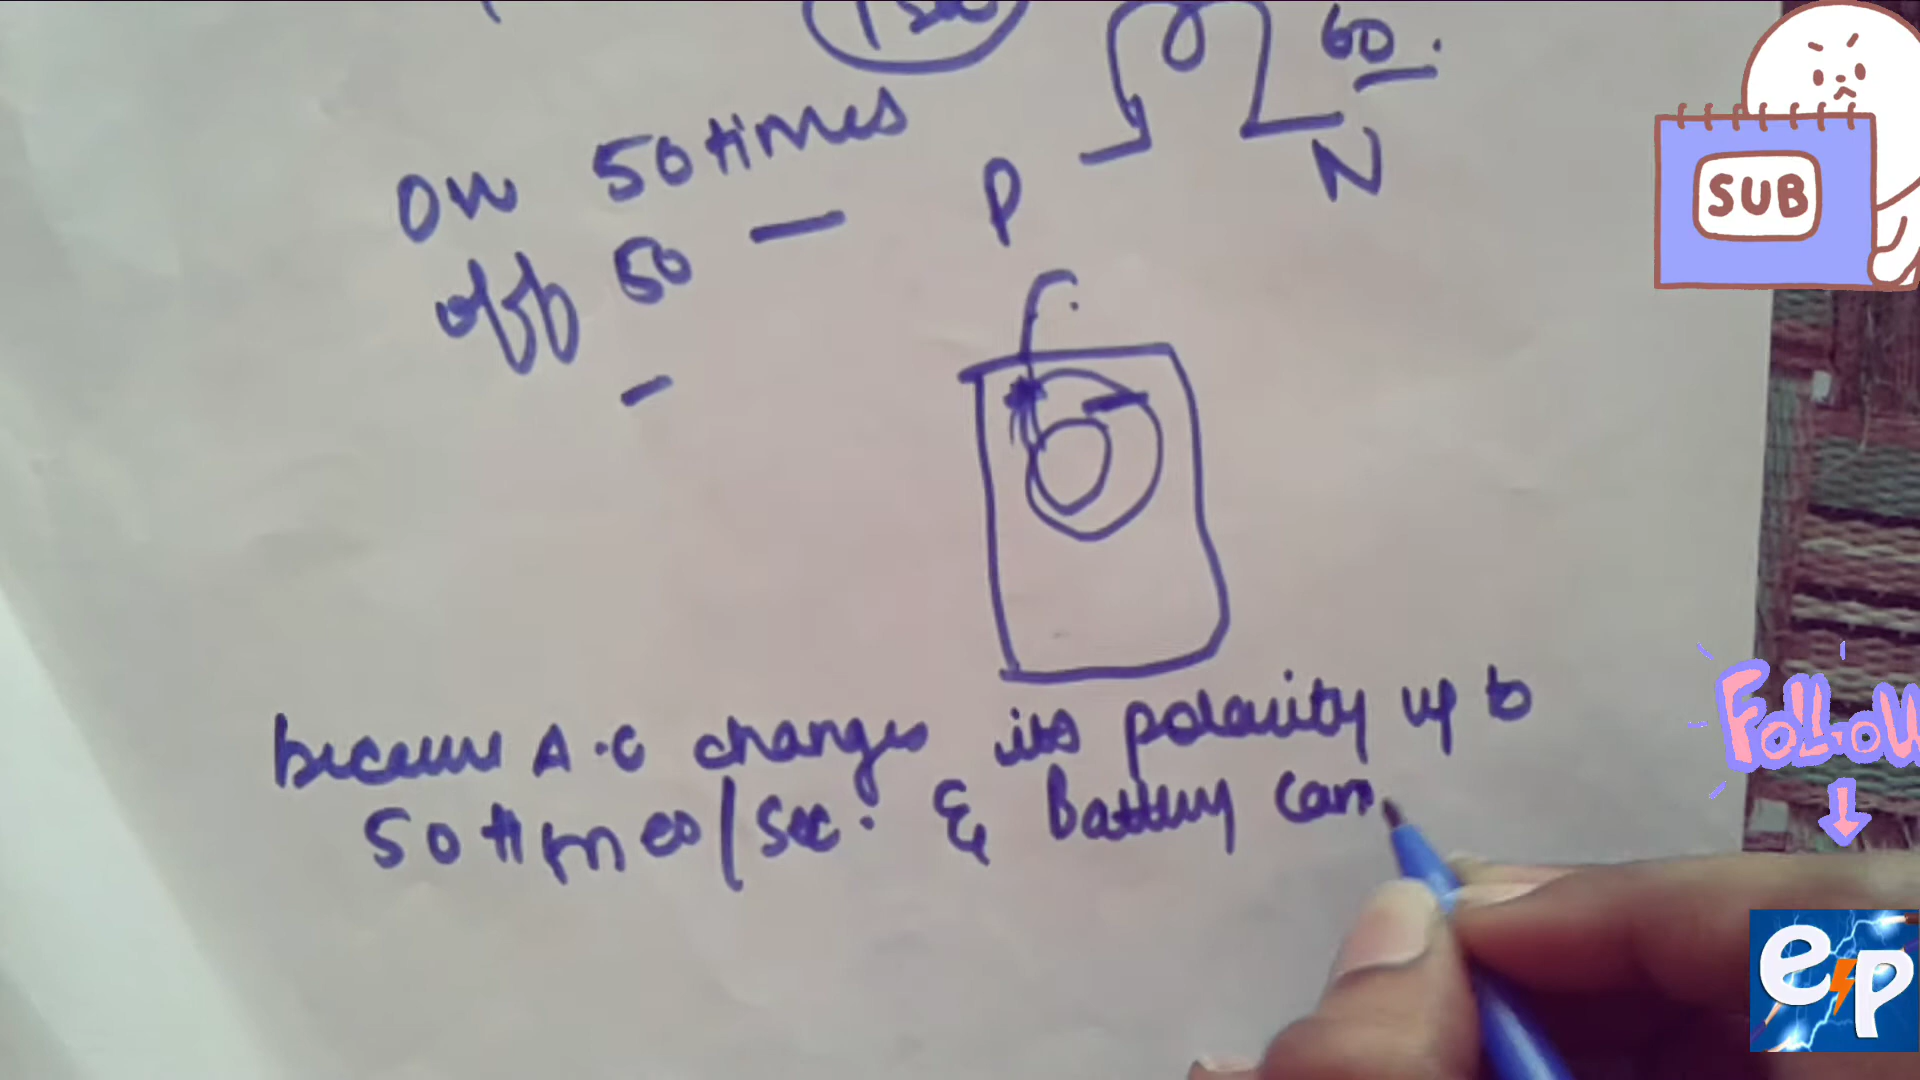 60.
on 50 times
P
N
off 50
because A.C changes its polarity up to
50 times/sec. & Battery can
SUB
FOLLOW
eP